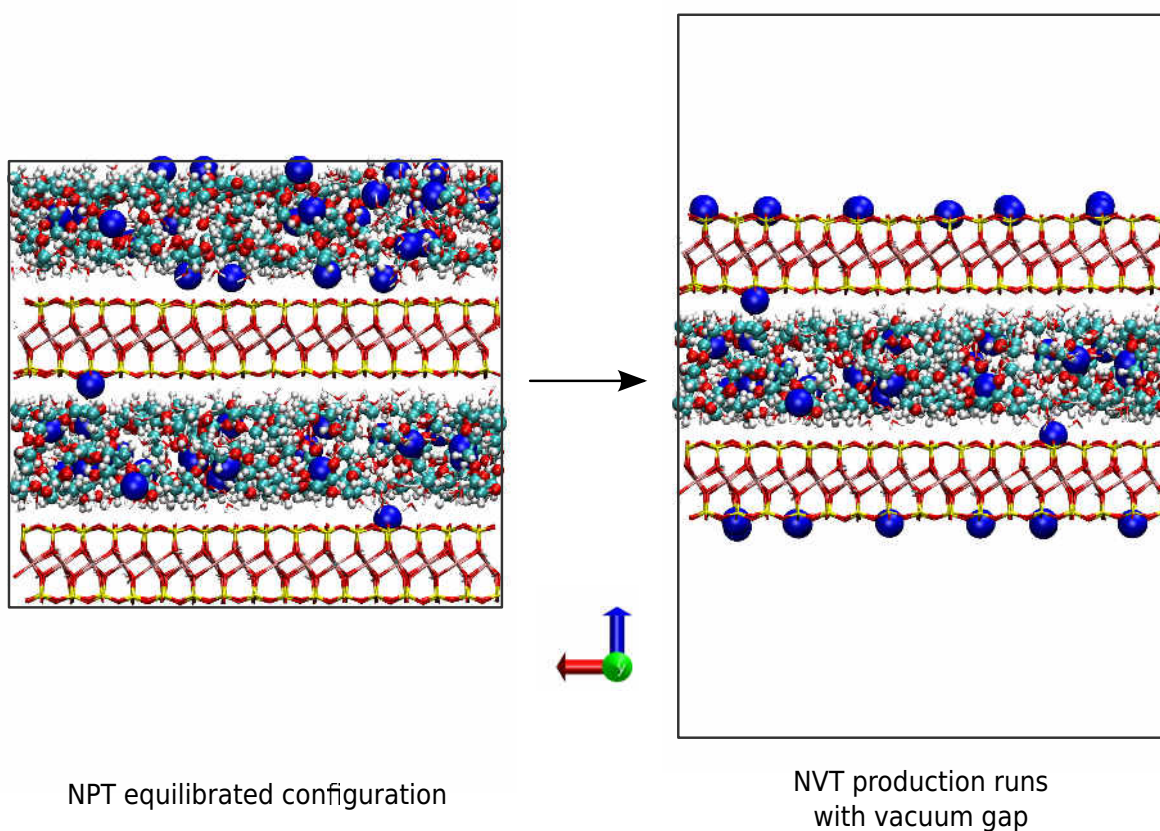 y
NPT equilibrated configuration
NVT production runs
with vacuum gap